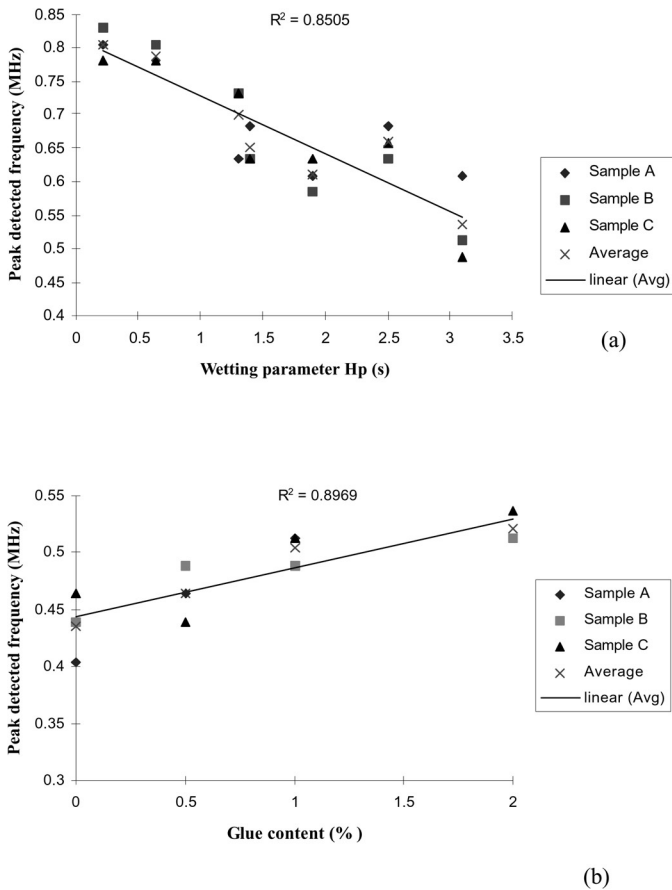 R² = 0.8505
Peak detected frequency (MHz)
0.85
0.8
0.75
0.7
0.65
0.6
0.55
0.5
0.45
0.4
0 0.5 1 1.5 2 2.5 3 3.5
Wetting parameter Hp (s)
Sample A
Sample B
Sample C
Average
linear (Avg)
(a)
R² = 0.8969
Peak detected frequency (MHz)
0.55
0.5
0.45
0.4
0.35
0.3
0 0.5 1 1.5 2
Glue content (% )
Sample A
Sample B
Sample C
Average
linear (Avg)
(b)